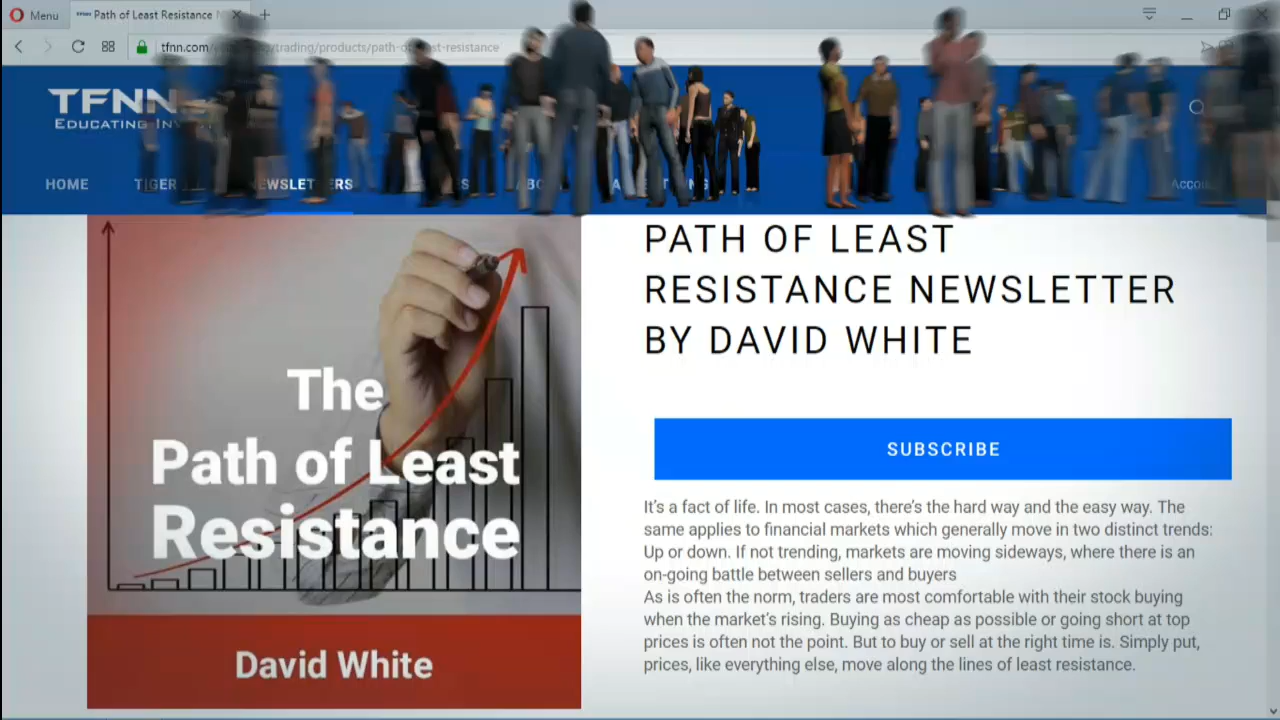 Menu
Path of Least Resistance
tfnn.com
trading/products/path-
resistance
TFNN
EDUCATING
HOME
TIGER
PATH OF LEAST
RESISTANCE NEWSLETTER
BY DAVID WHITE
The
Path of Least
Resistance
David White
SUBSCRIBE
It's a fact of life. In most cases, there's the hard way and the easy way. The
same applies to financial markets which generally move in two distinct trends:
Up or down. If not trending, markets are moving sideways, where there is an
on-going battle between sellers and buyers
As is often the norm, traders are most comfortable with their stock buying
when the market's rising. Buying as cheap as possible or going short at top
prices is often not the point. But to buy or sell at the right time is. Simply put,
prices, like everything else, move along the lines of least resistance.